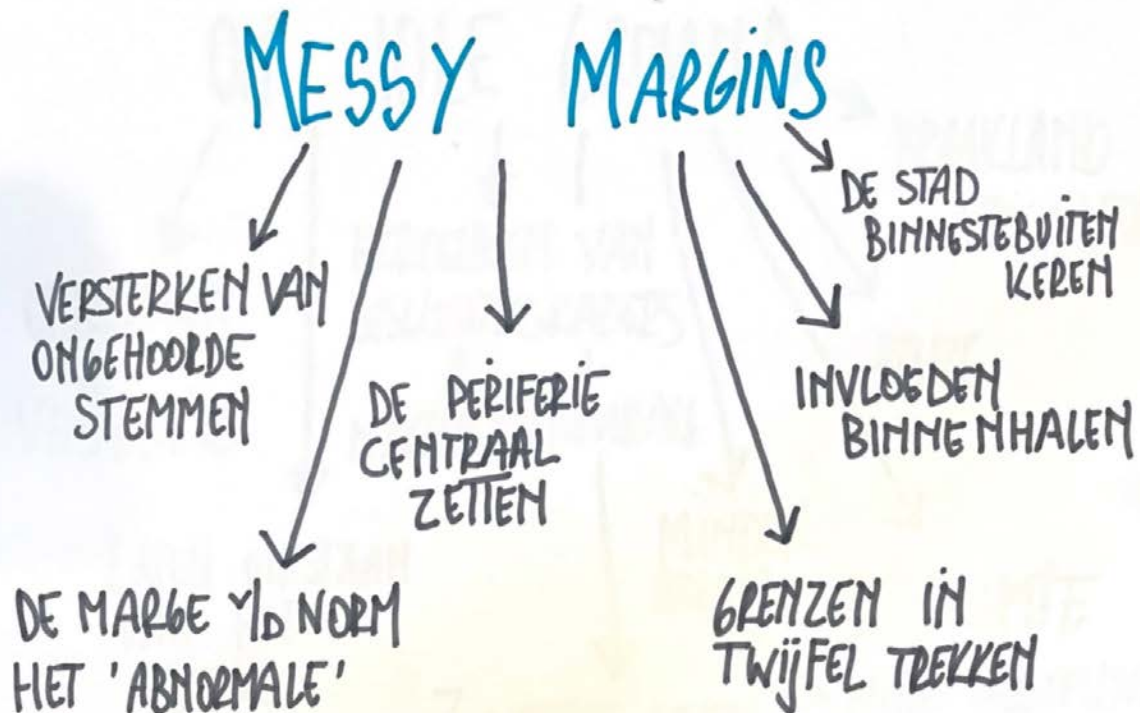 MESSY MARGINS
VERSTERKEN VAN
ONGEHOORDE
STEMMEN
DE MARGE V/D NORM
HET 'ABNORMALE'
DE PERIFERIE
CENTRAAL
ZETTEN
GRENZEN IN
TWIJFEL TREKKEN
INVLOEDEN
BINNENHALEN
DE STAD
BINNESTEBUITEN
KEREN